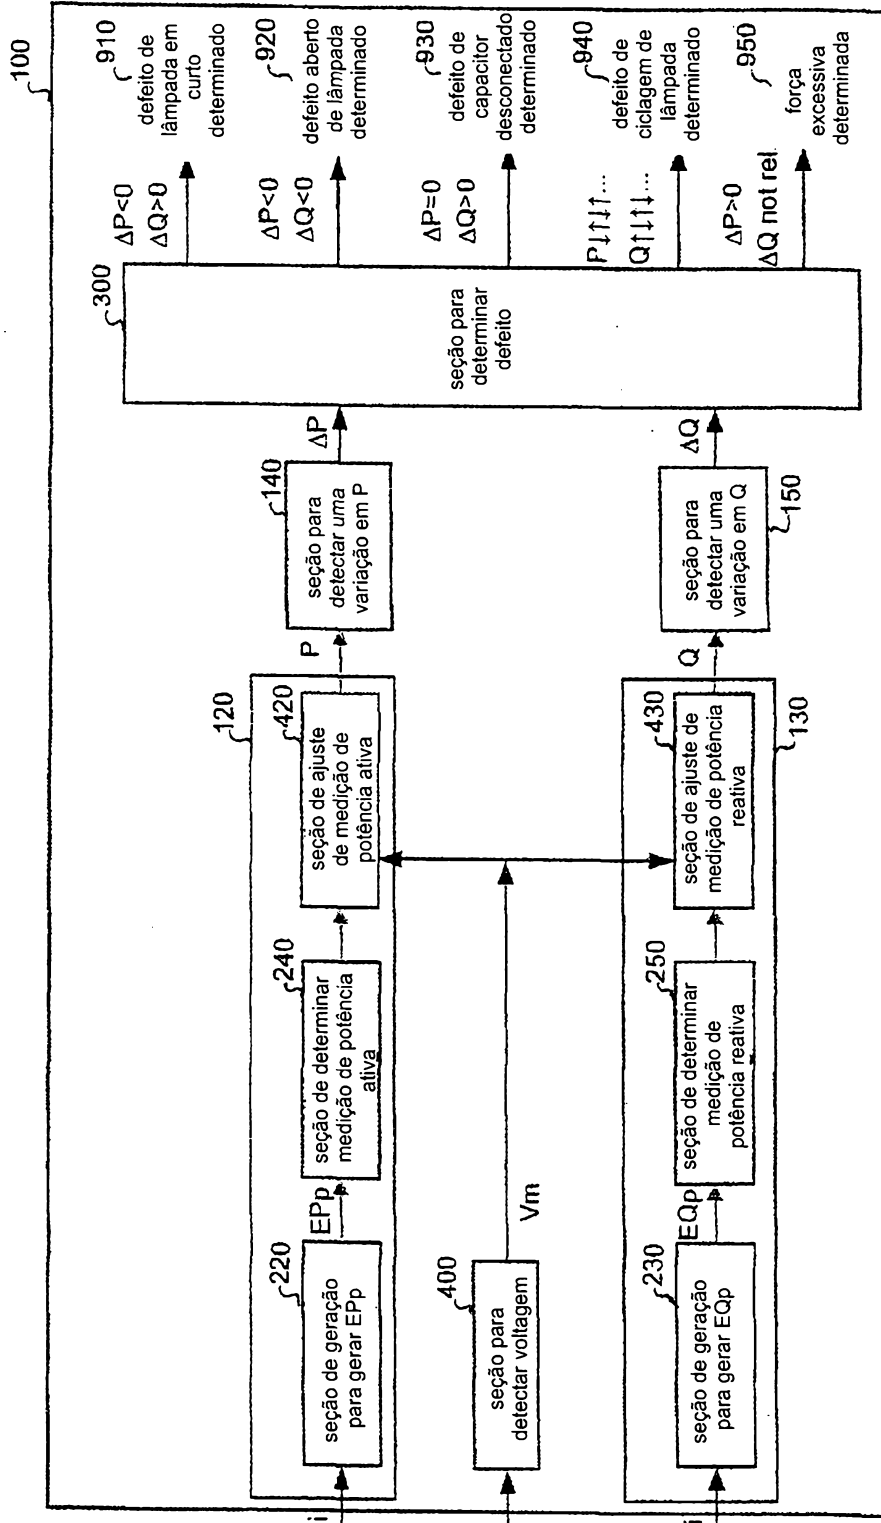 100
i
220
seção de geração
para gerar EPp
EPp
240
seção de determinar
medição de potência
ativa
120
420
seção de ajuste
de medição de
potência ativa
P
140
seção para
detectar uma
variação em P
ΔP
400
seção para
detectar voltagem
Vm
i
230
seção de geração
para gerar EQp
EQp
250
seção de determinar
medição de
potência reativa
430
seção de ajuste de
medição de potência
reativa
130
Q
seção para
detectar uma
variação em Q
150
ΔQ
300
seção para
determinar
defeito
ΔP<0
ΔQ>0
910
defeito de
lâmpada em
curto
determinado
ΔP<0
ΔQ<0
920
defeito aberto
de lâmpada
determinado
ΔP=0
ΔQ>0
930
defeito de
capacitor
desconectado
determinado
P↓↑↓↑...
Q↑↓↑↓...
940
defeito de
ciclagem de
lâmpada
determinado
ΔP>0
ΔQ not rel.
950
força
excessiva
determinada